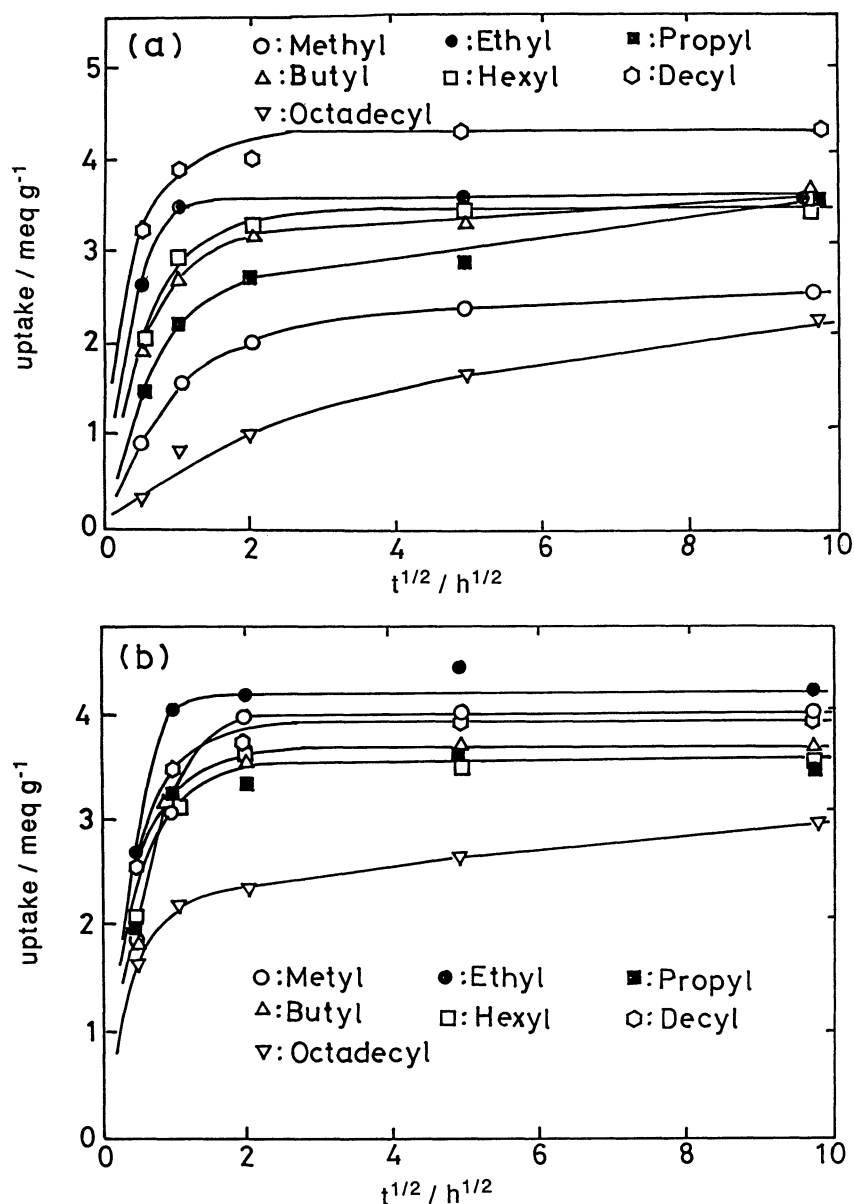 (a)
○:Methyl ●:Ethyl ■:Propyl
△:Butyl □:Hexyl ⬡:Decyl
▽:Octadecyl
5
4
3
2
1
0
uptake / meq g⁻¹
0 2 4 6 8 10
t¹/² / h¹/²
(b)
4
3
2
1
0
uptake / meq g⁻¹
○:Metyl ●:Ethyl ■:Propyl
△:Butyl □:Hexyl ⬡:Decyl
▽:Octadecyl
0 2 4 6 8 10
t¹/² / h¹/²